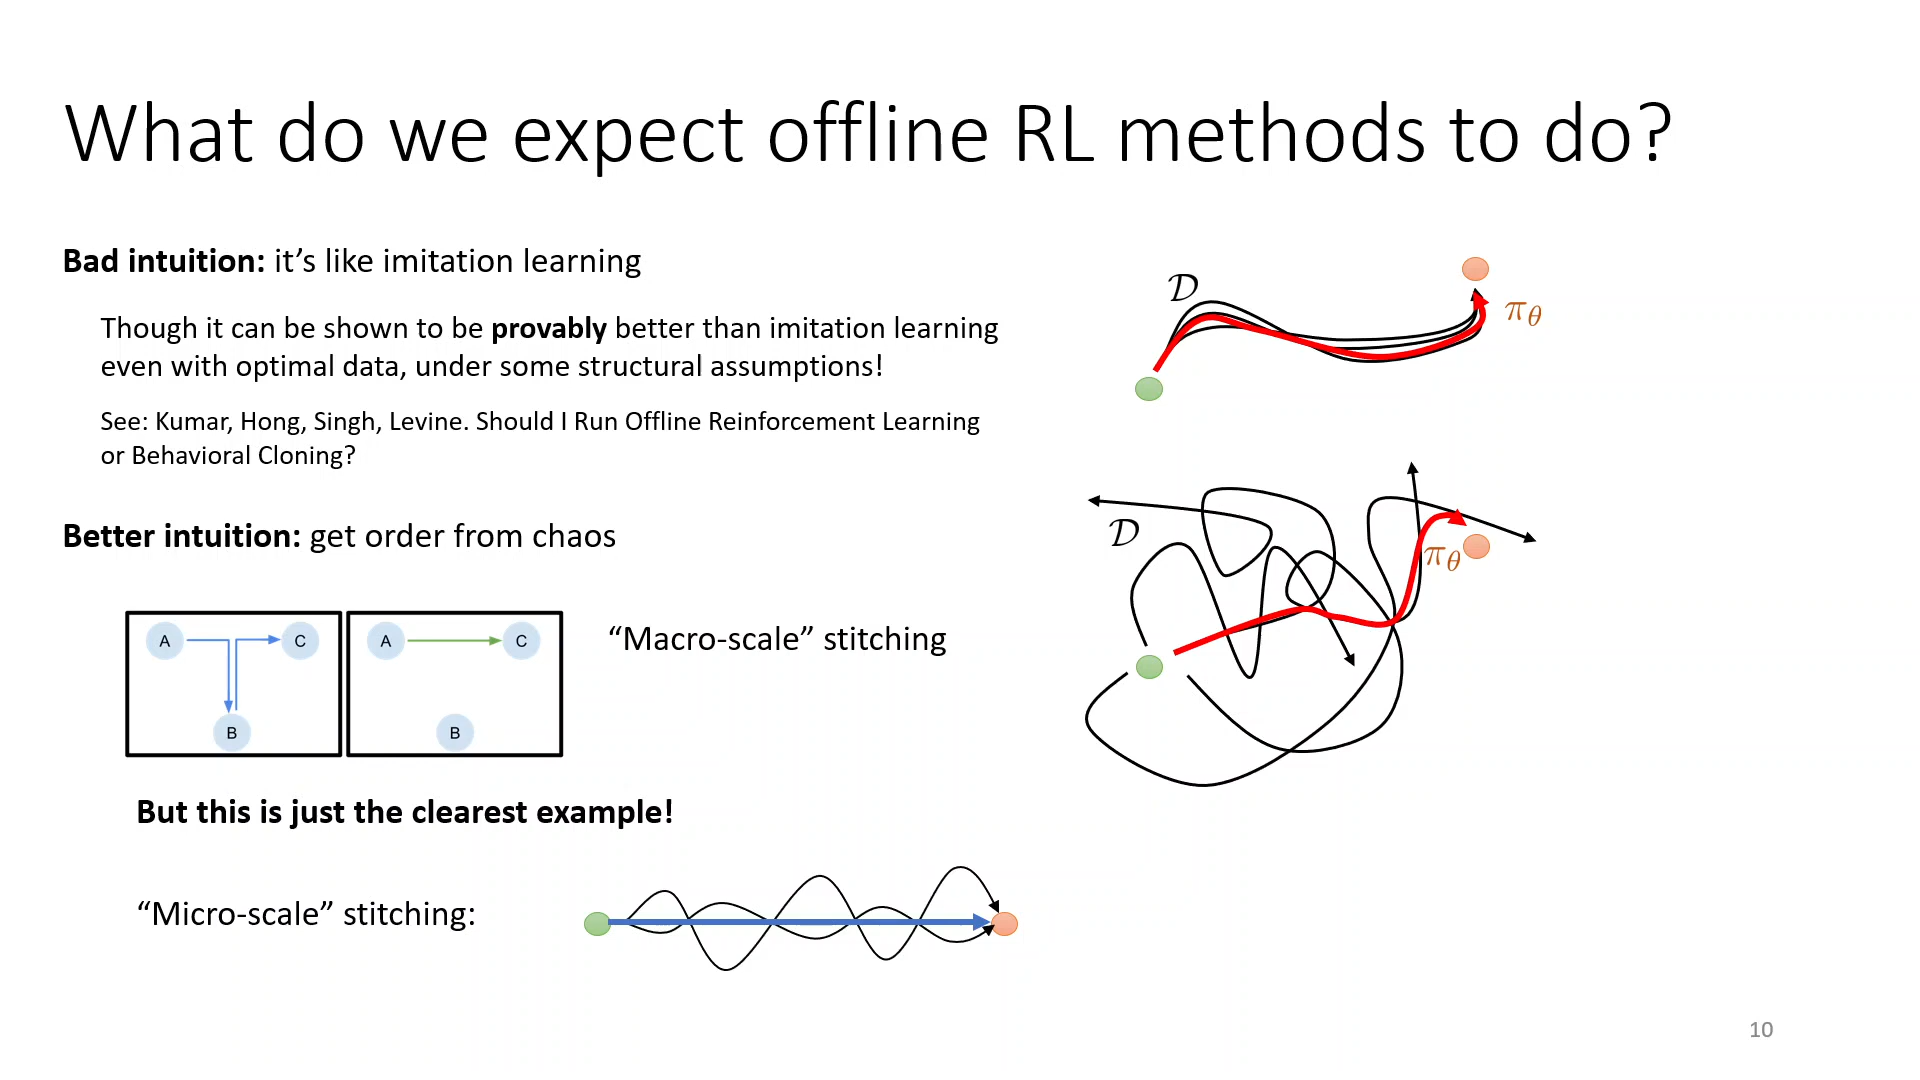 What do we expect offline RL methods to do?
Bad intuition: it’s like imitation learning
Though it can be shown to be provably better than imitation learning
even with optimal data, under some structural assumptions!
See: Kumar, Hong, Singh, Levine. Should I Run Offline Reinforcement Learning
or Behavioral Cloning?
𝒟
π_θ
Better intuition: get order from chaos
𝒟
π_θ
A
C
B
A
C
B
“Macro-scale” stitching
But this is just the clearest example!
“Micro-scale” stitching:
10